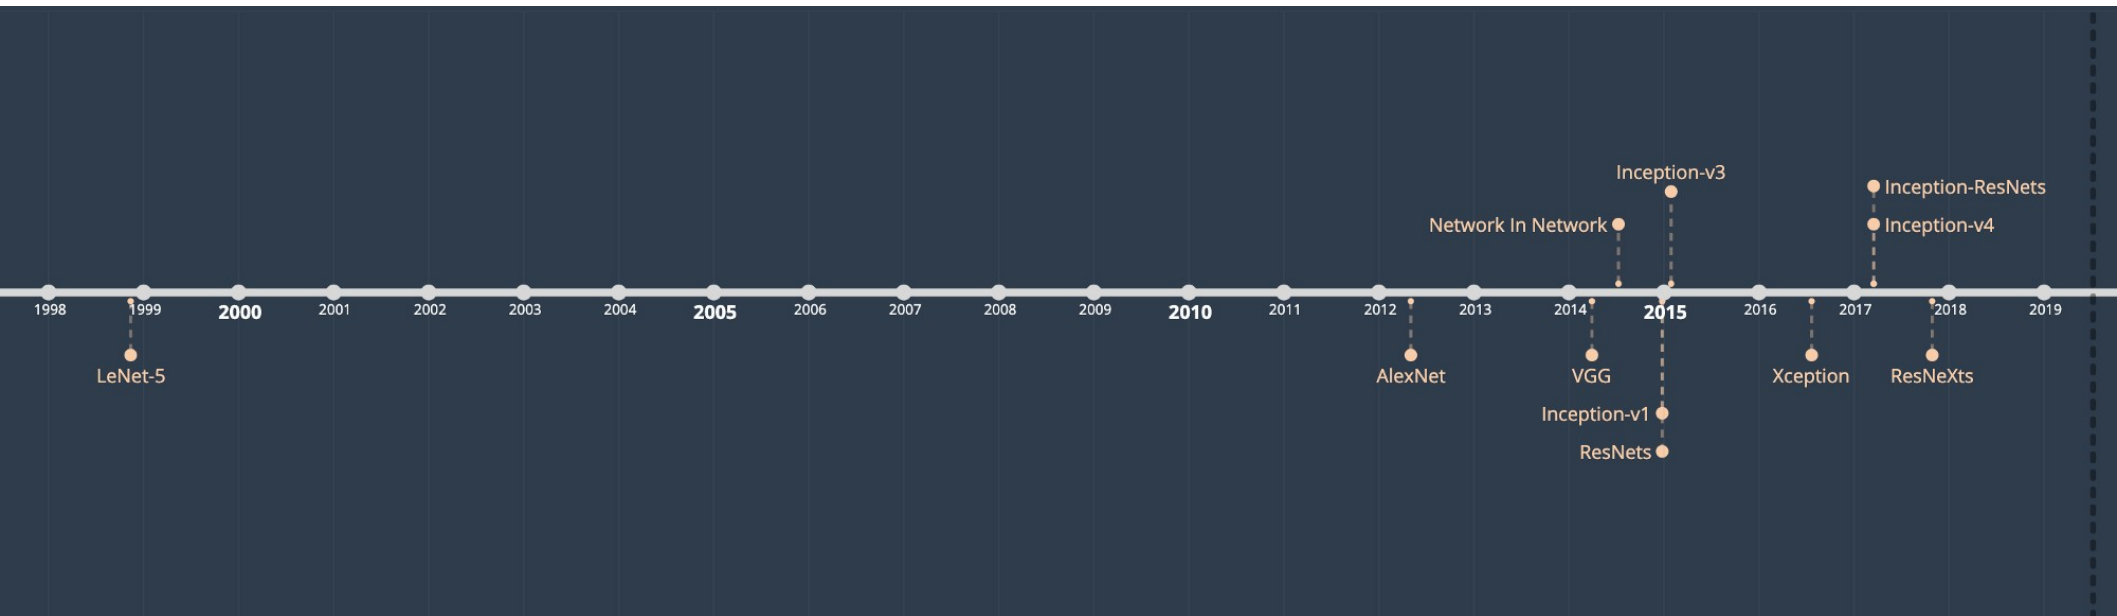 Inception-v3
Inception-ResNets
Network In Network
Inception-v4
1998 1999 2000 2001 2002 2003 2004 2005 2006 2007 2008 2009 2010 2011 2012 2013 2014 2015 2016 2017 2018 2019
LeNet-5 AlexNet VGG Xception ResNeXts
Inception-v1
ResNets